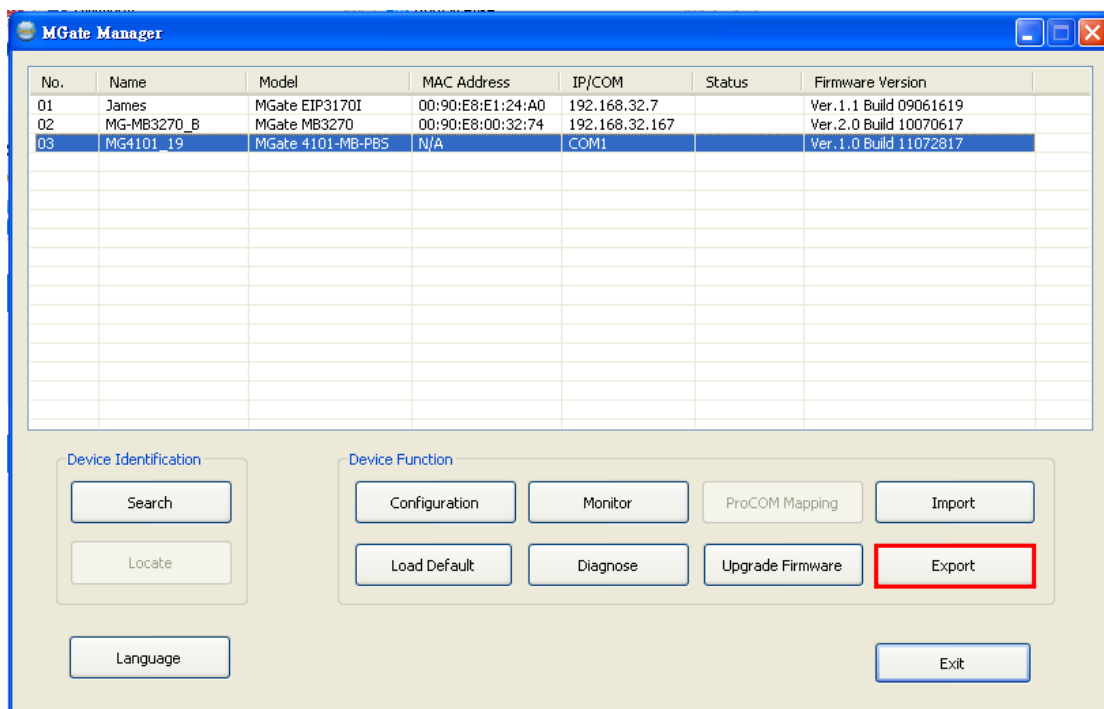 MGate Manager
No. Name Model MAC Address IP/COM Status Firmware Version
01 James MGate EIP3170I 00:90:E8:E1:24:A0 192.168.32.7 Ver.1.1 Build 09061619
02 MG-MB3270_B MGate MB3270 00:90:E8:00:32:74 192.168.32.167 Ver.2.0 Build 10070617
03 MG4101_19 MGate 4101-MB-PBS N/A COM1 Ver.1.0 Build 11072817
Device Identification Device Function
Search Configuration Monitor ProCOM Mapping Import
Locate Load Default Diagnose Upgrade Firmware Export
Language Exit